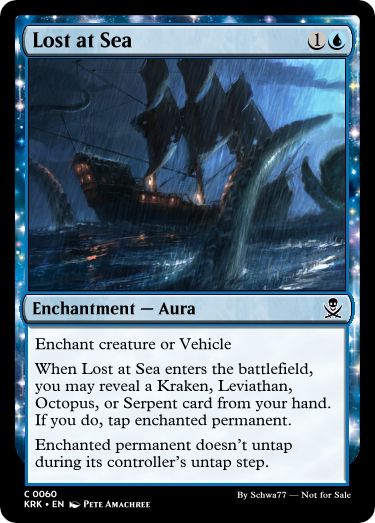 Lost at Sea 1
Enchantment — Aura
Enchant creature or Vehicle
When Lost at Sea enters the battlefield,
you may reveal a Kraken, Leviathan,
Octopus, or Serpent card from your hand.
If you do, tap enchanted permanent.
Enchanted permanent doesn't untap
during its controller's untap step.
C 0060
KRK • EN Pete Amachree
By Schwa77 — Not for Sale